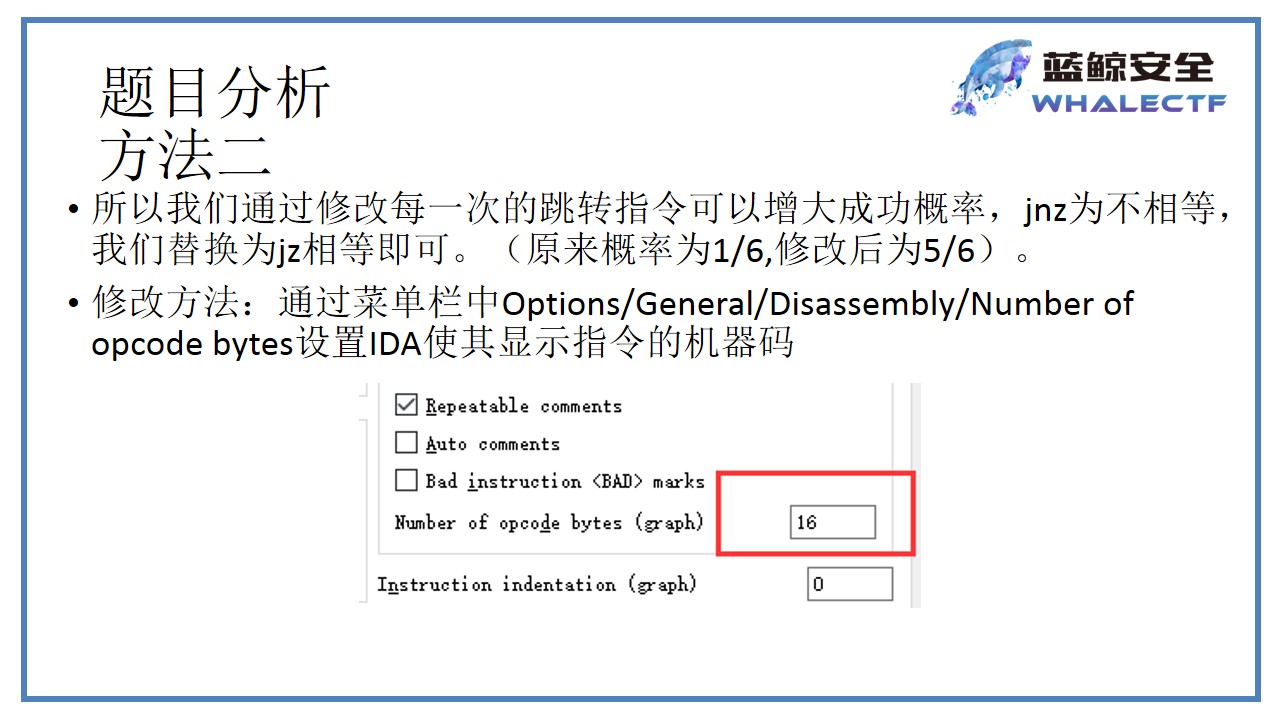 题目分析
方法二
蓝鲸安全
WHALECTF
• 所以我们通过修改每一次的跳转指令可以增大成功概率，jnz为不相等，
我们替换为jz相等即可。（原来概率为1/6,修改后为5/6）。
• 修改方法：通过菜单栏中Options/General/Disassembly/Number of
opcode bytes设置IDA使其显示指令的机器码
Repeatable comments
Auto comments
Bad instruction <BAD> marks
Number of opcode bytes (graph) 16
Instruction indentation (graph) 0